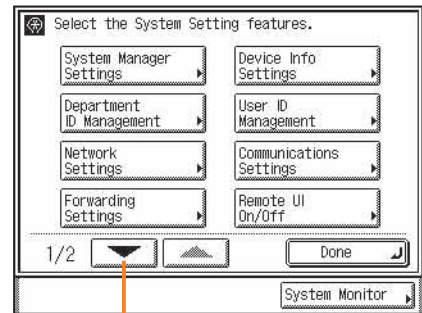 Select the System Setting features.
System Manager
Settings
Device Info
Settings
Department
ID Management
User ID
Management
Network
Settings
Communications
Settings
Forwarding
Settings
Remote UI
On/Off
1/2
Done
System Monitor